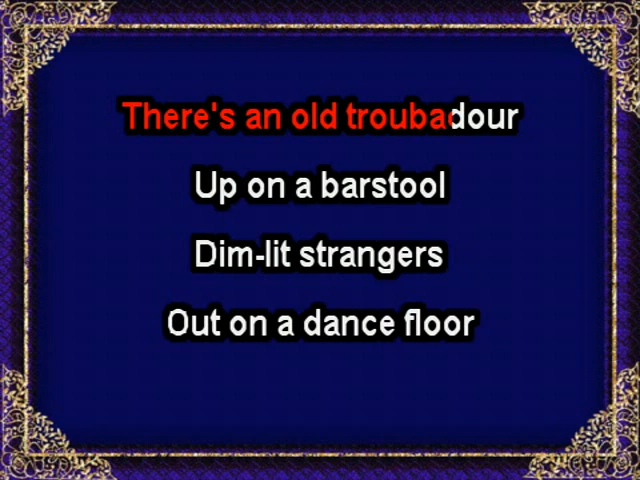 There's an old troubadour
Up on a barstool
Dim-lit strangers
Out on a dance floor